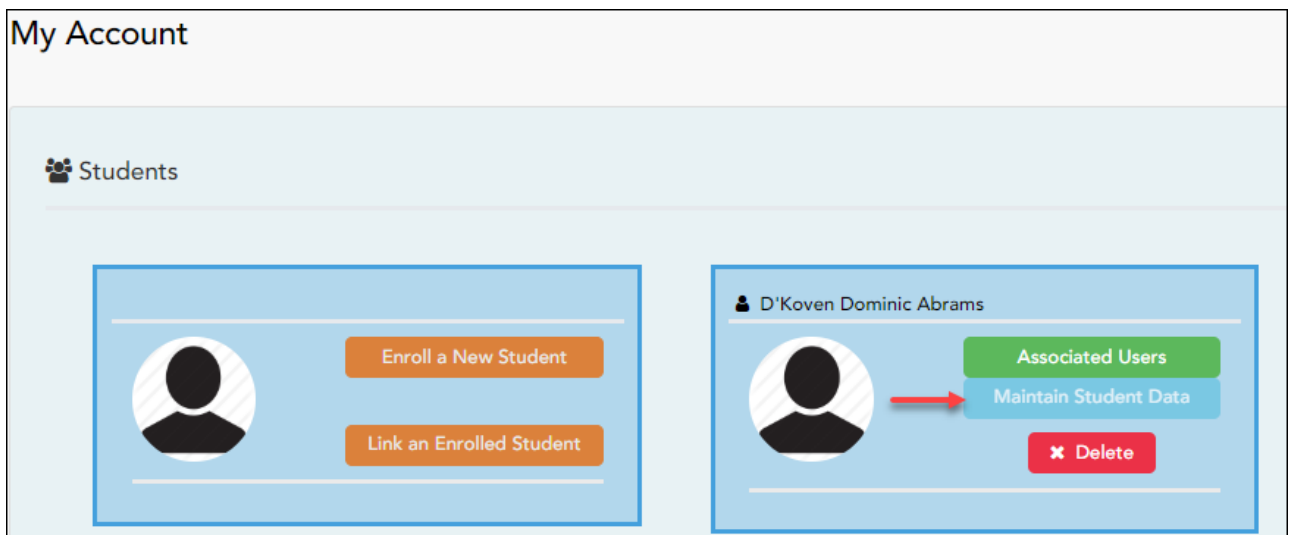 My Account
Students
Enroll a New Student
Link an Enrolled Student
D'Koven Dominic Abrams
Associated Users
Maintain Student Data
Delete